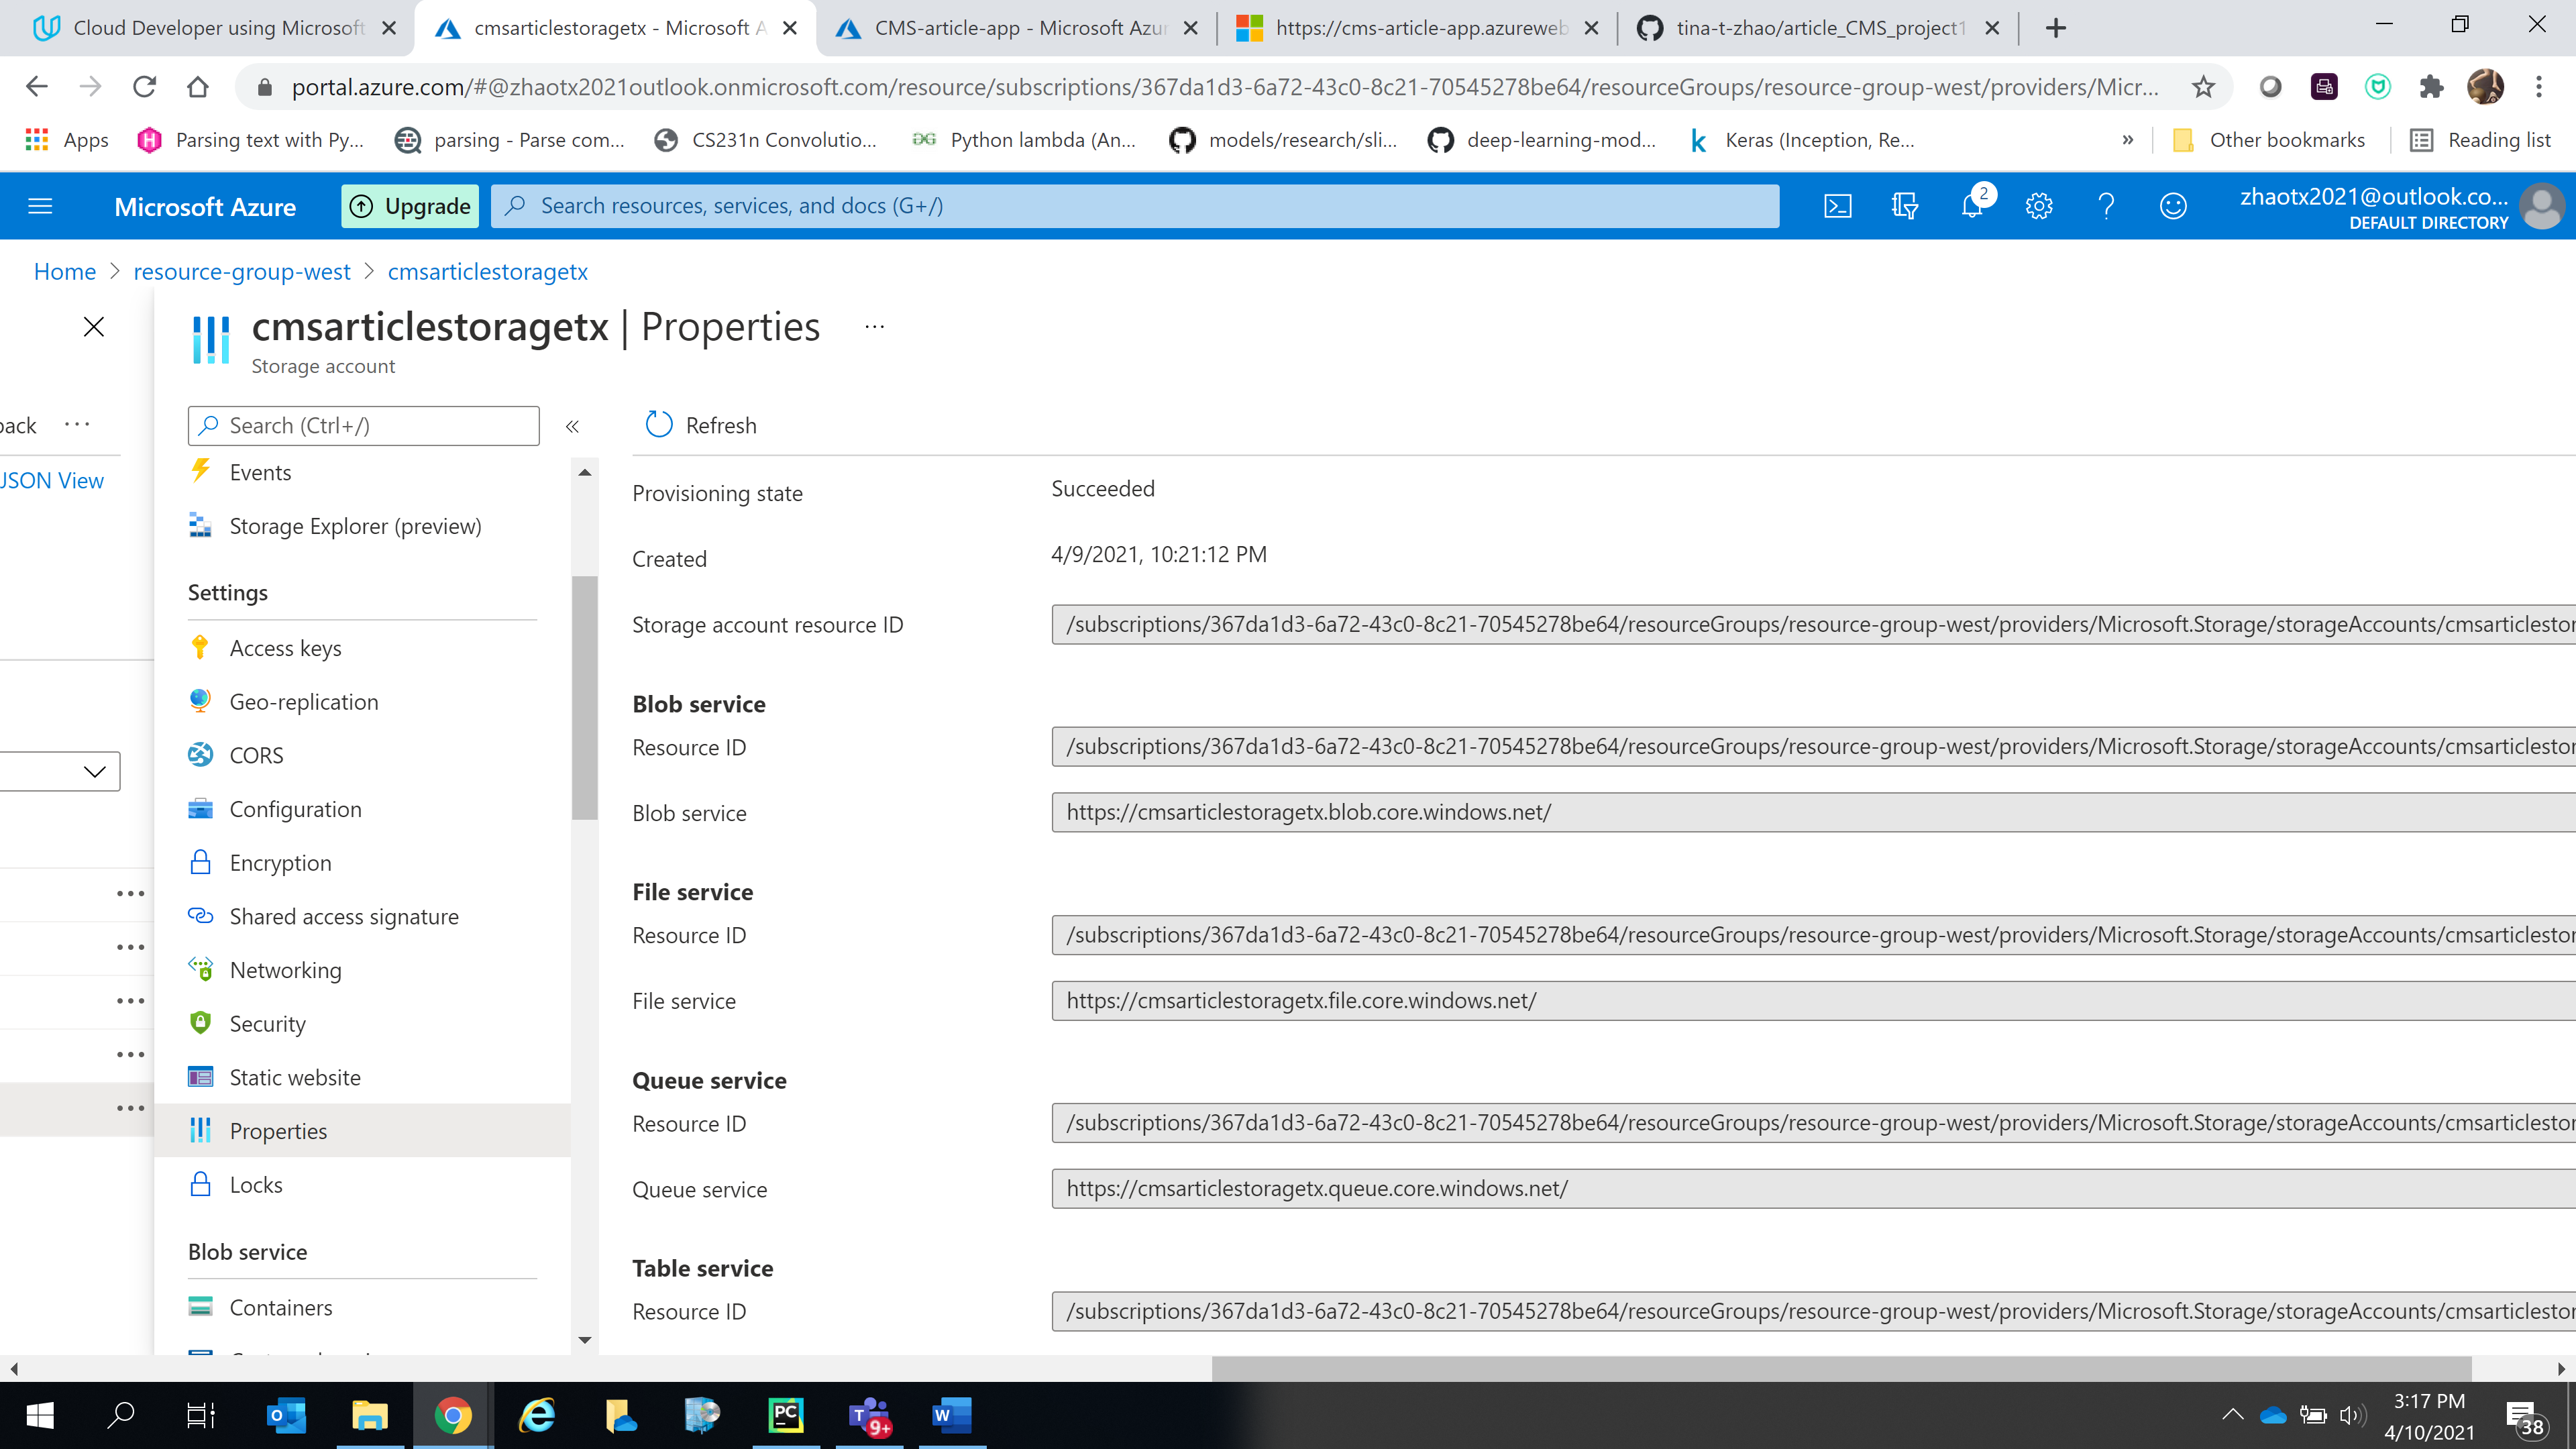 Cloud Developer using Microsoft
cmsarticlestoragetx - Microsoft A
CMS-article-app - Microsoft Azur
https://cms-article-app.azureweb
tina-t-zhao/article_CMS_project1
portal.azure.com/#@zhaotx2021outlook.onmicrosoft.com/resource/subscriptions/367da1d3-6a72-43c0-8c21-70545278be64/resourceGroups/resource-group-west/providers/Micr...
Apps
Parsing text with Py...
parsing - Parse com...
CS231n Convolutio...
Python lambda (An...
models/research/sli...
deep-learning-mod...
k
Keras (Inception, Re...
»
Other bookmarks
Reading list
Microsoft Azure
Upgrade
Search resources, services, and docs (G+/)
2
zhaotx2021@outlook.co...
DEFAULT DIRECTORY
Home > resource-group-west > cmsarticlestoragetx
cmsarticlestoragetx | Properties ...
Storage account
back ...
JSON View
Search (Ctrl+/)
«
Refresh
Events
Storage Explorer (preview)
Settings
Access keys
Geo-replication
CORS
Configuration
Encryption
Shared access signature
Networking
Security
Static website
Properties
Locks
Blob service
Containers
Provisioning state
Succeeded
Created
4/9/2021, 10:21:12 PM
Storage account resource ID
/subscriptions/367da1d3-6a72-43c0-8c21-70545278be64/resourceGroups/resource-group-west/providers/Microsoft.Storage/storageAccounts/cmsarticlestor
Blob service
Resource ID
/subscriptions/367da1d3-6a72-43c0-8c21-70545278be64/resourceGroups/resource-group-west/providers/Microsoft.Storage/storageAccounts/cmsarticlestor
Blob service
https://cmsarticlestoragetx.blob.core.windows.net/
File service
Resource ID
/subscriptions/367da1d3-6a72-43c0-8c21-70545278be64/resourceGroups/resource-group-west/providers/Microsoft.Storage/storageAccounts/cmsarticlestor
File service
https://cmsarticlestoragetx.file.core.windows.net/
Queue service
Resource ID
/subscriptions/367da1d3-6a72-43c0-8c21-70545278be64/resourceGroups/resource-group-west/providers/Microsoft.Storage/storageAccounts/cmsarticlestor
Queue service
https://cmsarticlestoragetx.queue.core.windows.net/
Table service
Resource ID
/subscriptions/367da1d3-6a72-43c0-8c21-70545278be64/resourceGroups/resource-group-west/providers/Microsoft.Storage/storageAccounts/cmsarticlestor
PC
T
9+
W
3:17 PM
4/10/2021
38